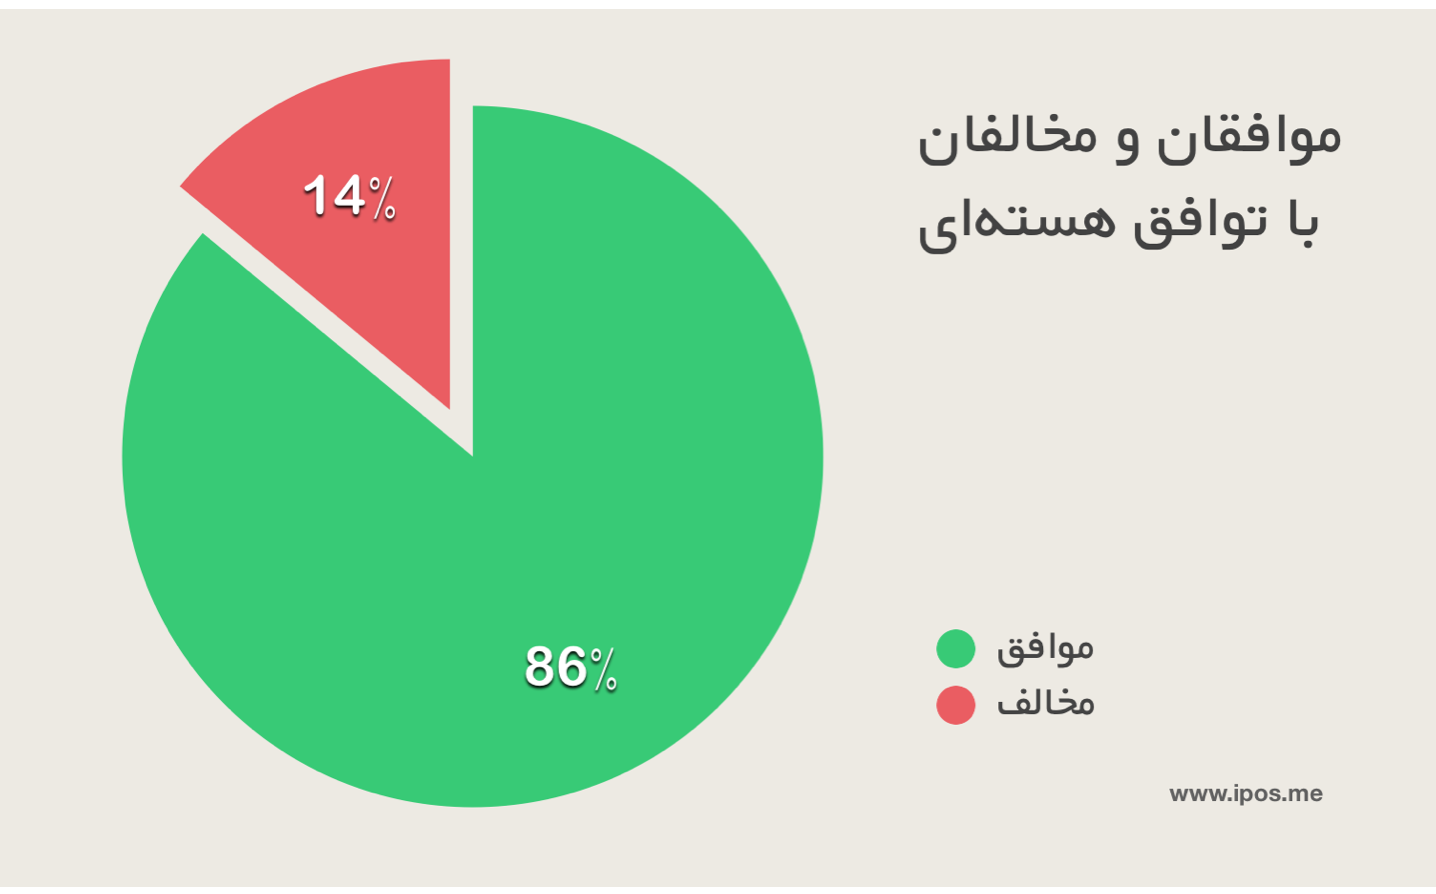 موافقان و مخالفان
با توافق هسته‌ای
14%
86%
موافق
مخالف
www.ipos.me